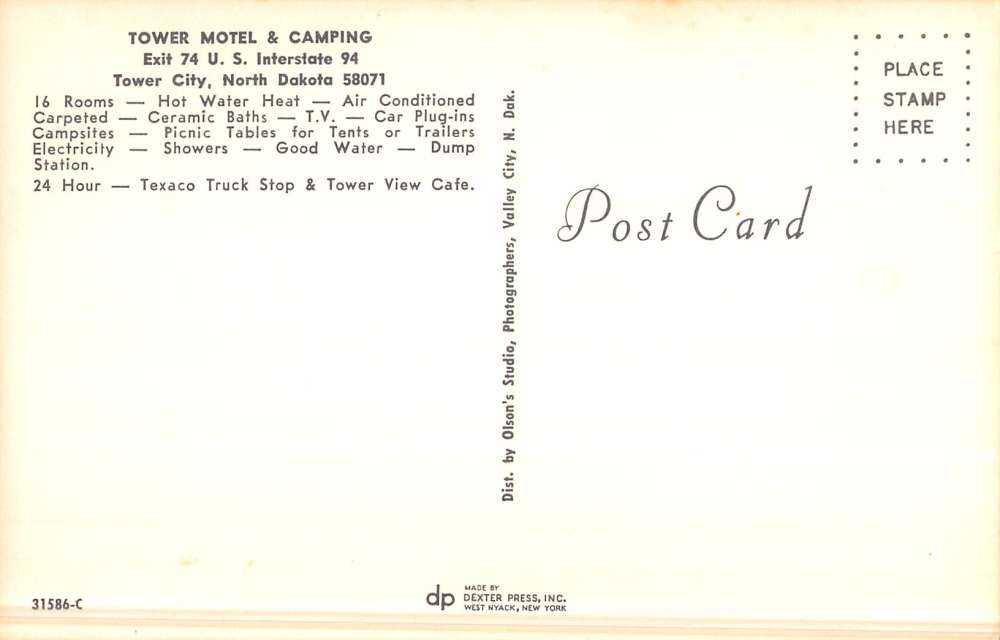 TOWER MOTEL & CAMPING
Exit 74 U. S. Interstate 94
Tower City, North Dakota 58071
16 Rooms — Hot Water Heat — Air Conditioned
Carpeted — Ceramic Baths — T.V. — Car Plug-ins
Campsites — Picnic Tables for Tents or Trailers
Electricity — Showers — Good Water — Dump
Station.
24 Hour — Texaco Truck Stop & Tower View Cafe.
Dist. by Olson's Studio, Photographers, Valley City, N. Dak.
PLACE
STAMP
HERE
Post Card
31586-C
dp
MADE BY
DEXTER PRESS, INC.
WEST NYACK, NEW YORK